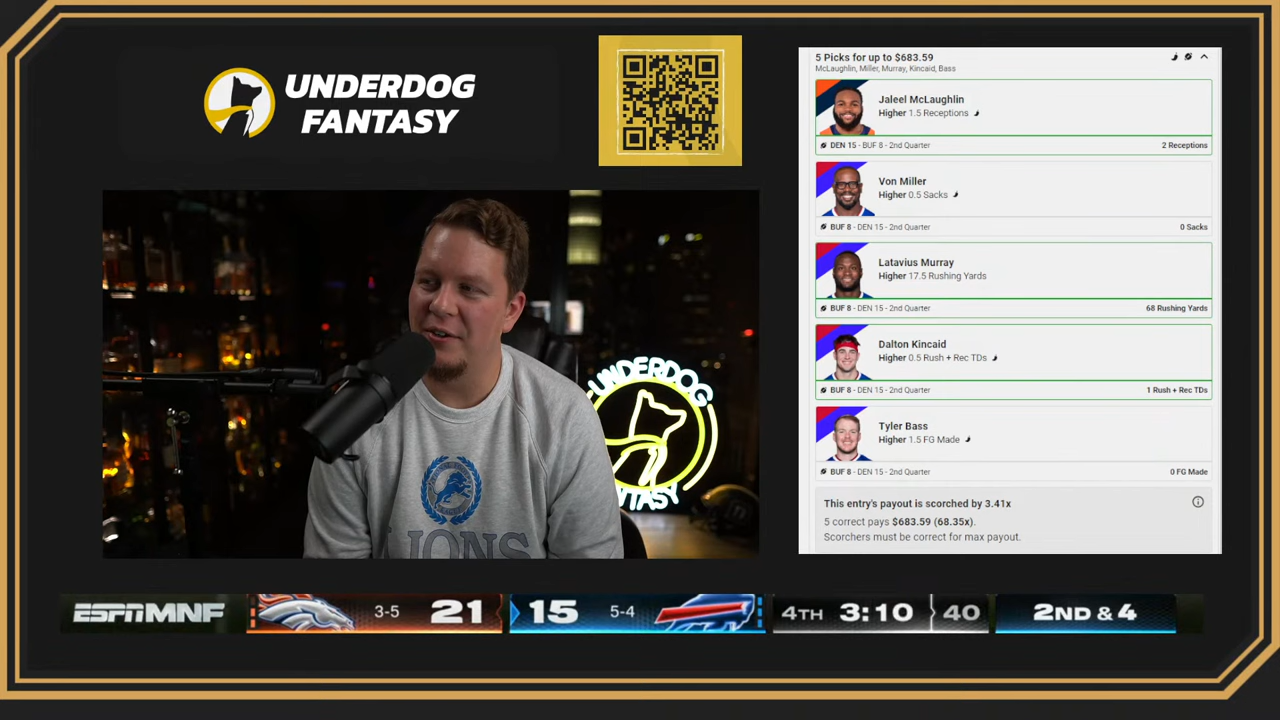 UNDERDOG
FANTASY
5 Picks for up to $683.59
McLaughlin, Miller, Murray, Kincaid, Bass
Jaleel McLaughlin
Higher 1.5 Receptions
DEN 15 - BUF 8 - 2nd Quarter
2 Receptions
Von Miller
Higher 0.5 Sacks
BUF 8 - DEN 15 - 2nd Quarter
0 Sacks
Latavius Murray
Higher 17.5 Rushing Yards
BUF 8 - DEN 15 - 2nd Quarter
68 Rushing Yards
Dalton Kincaid
Higher 0.5 Rush + Rec TDs
BUF 8 - DEN 15 - 2nd Quarter
1 Rush + Rec TDs
Tyler Bass
Higher 1.5 FG Made
BUF 8 - DEN 15 - 2nd Quarter
0 FG Made
This entry's payout is scorched by 3.41x
5 correct pays $683.59 (68.35x).
Scorchers must be correct for max payout.
UNDERDOG
FANTASY
LIONS
ESPN MNF
3-5
21
15
5-4
4TH
3:10
40
2ND & 4